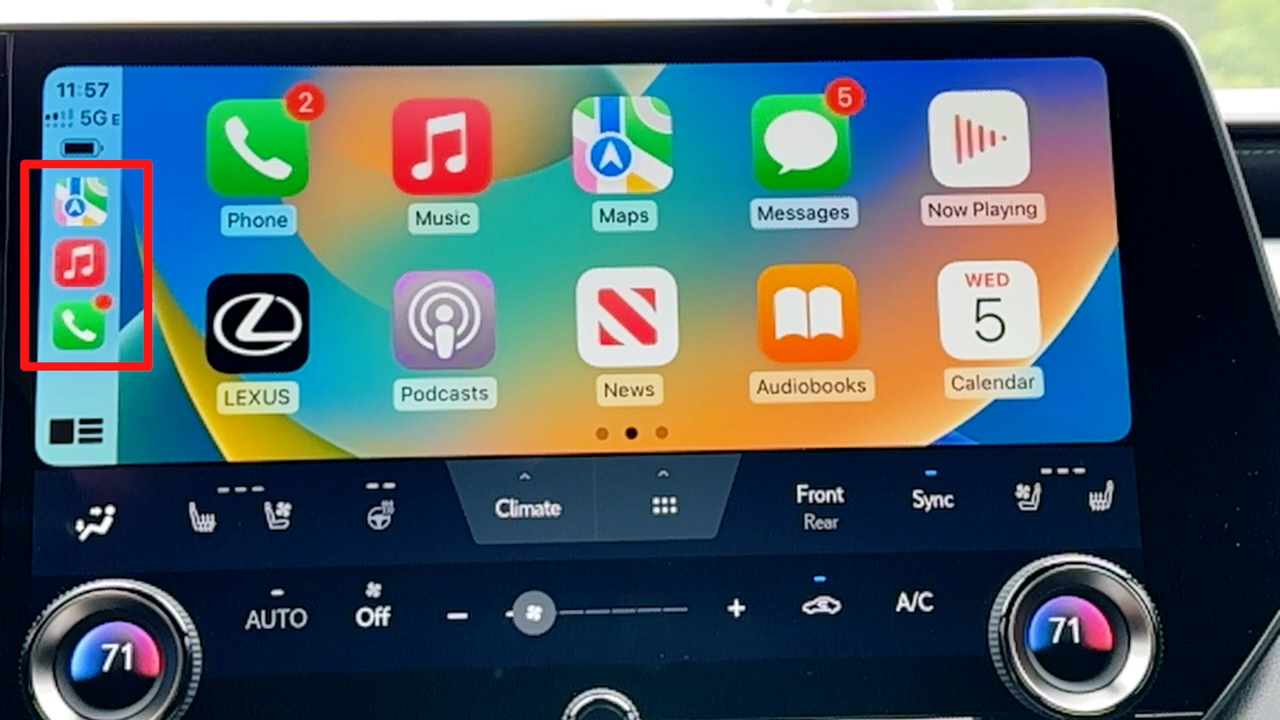 11:57
5G E
2
5
Phone
Music
Maps
Messages
Now Playing
WED
5
LEXUS
Podcasts
News
Audiobooks
Calendar
Climate
Front
Rear
Sync
AUTO
Off
A/C
71
71